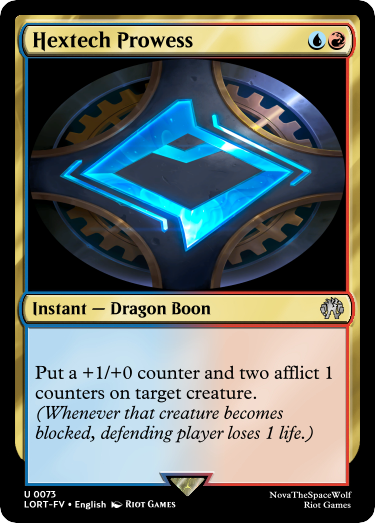 Hextech Prowess
Instant — Dragon Boon
Put a +1/+0 counter and two afflict 1
counters on target creature.
(Whenever that creature becomes
blocked, defending player loses 1 life.)
U 0073
LORT-FV • English RIOT GAMES
NovaTheSpaceWolf
Riot Games